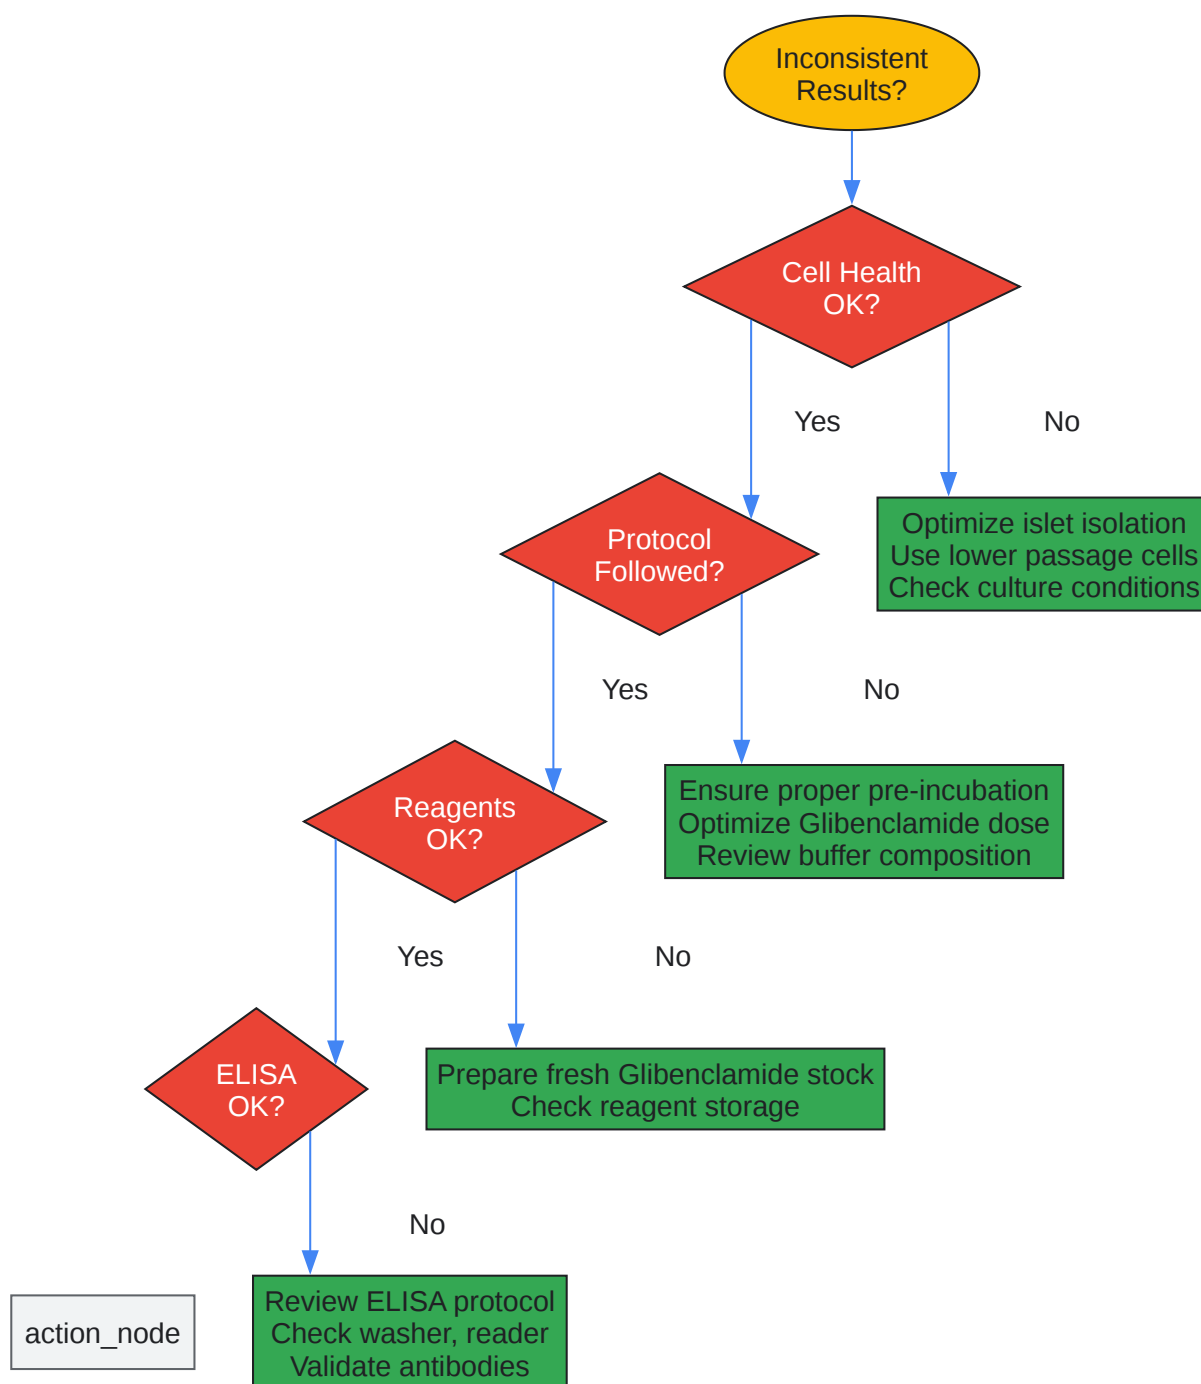 Inconsistent
Results?
Cell Health
OK?
Yes
No
Optimize islet isolation
Use lower passage cells
Check culture conditions
Protocol
Followed?
Yes
No
Ensure proper pre-incubation
Optimize Glibenclamide dose
Review buffer composition
Reagents
OK?
Yes
No
Prepare fresh Glibenclamide stock
Check reagent storage
ELISA
OK?
No
Review ELISA protocol
Check washer, reader
Validate antibodies
action_node